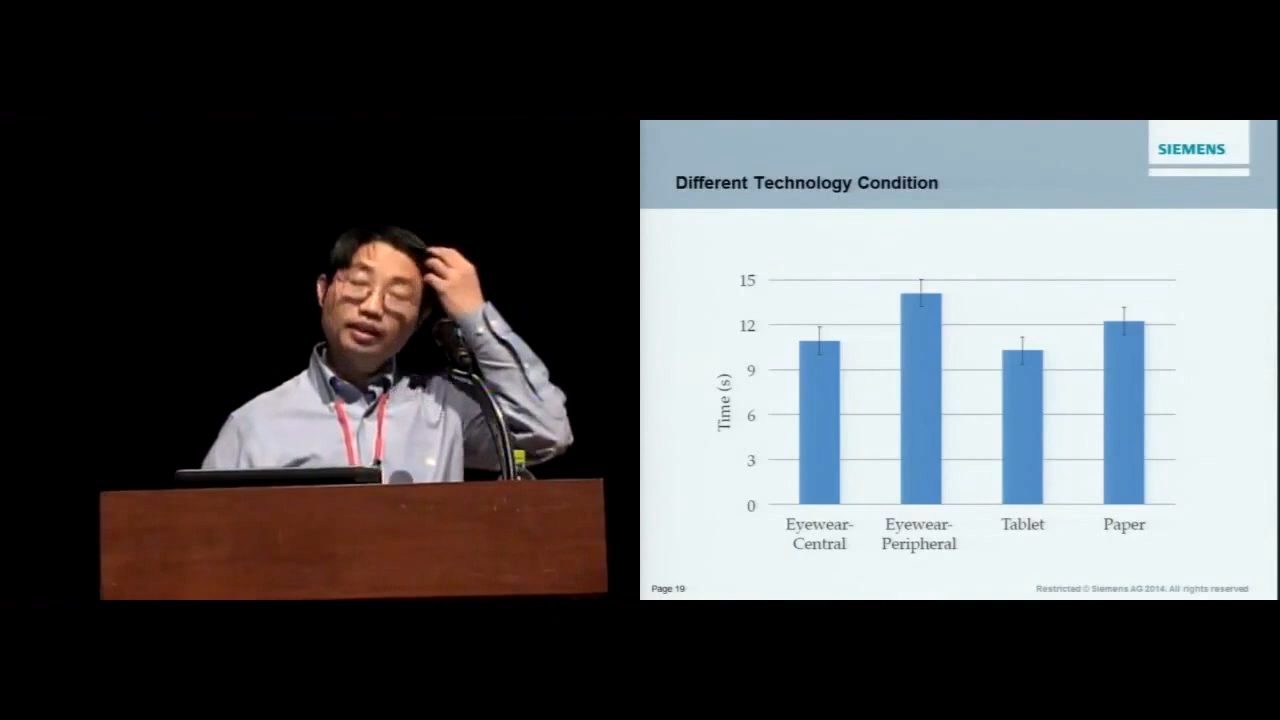 SIEMENS
Different Technology Condition
15
12
9
6
3
0
Time (s)
Eyewear-
Central
Eyewear-
Peripheral
Tablet
Paper
Page 19
Restricted © Siemens AG 2014. All rights reserved